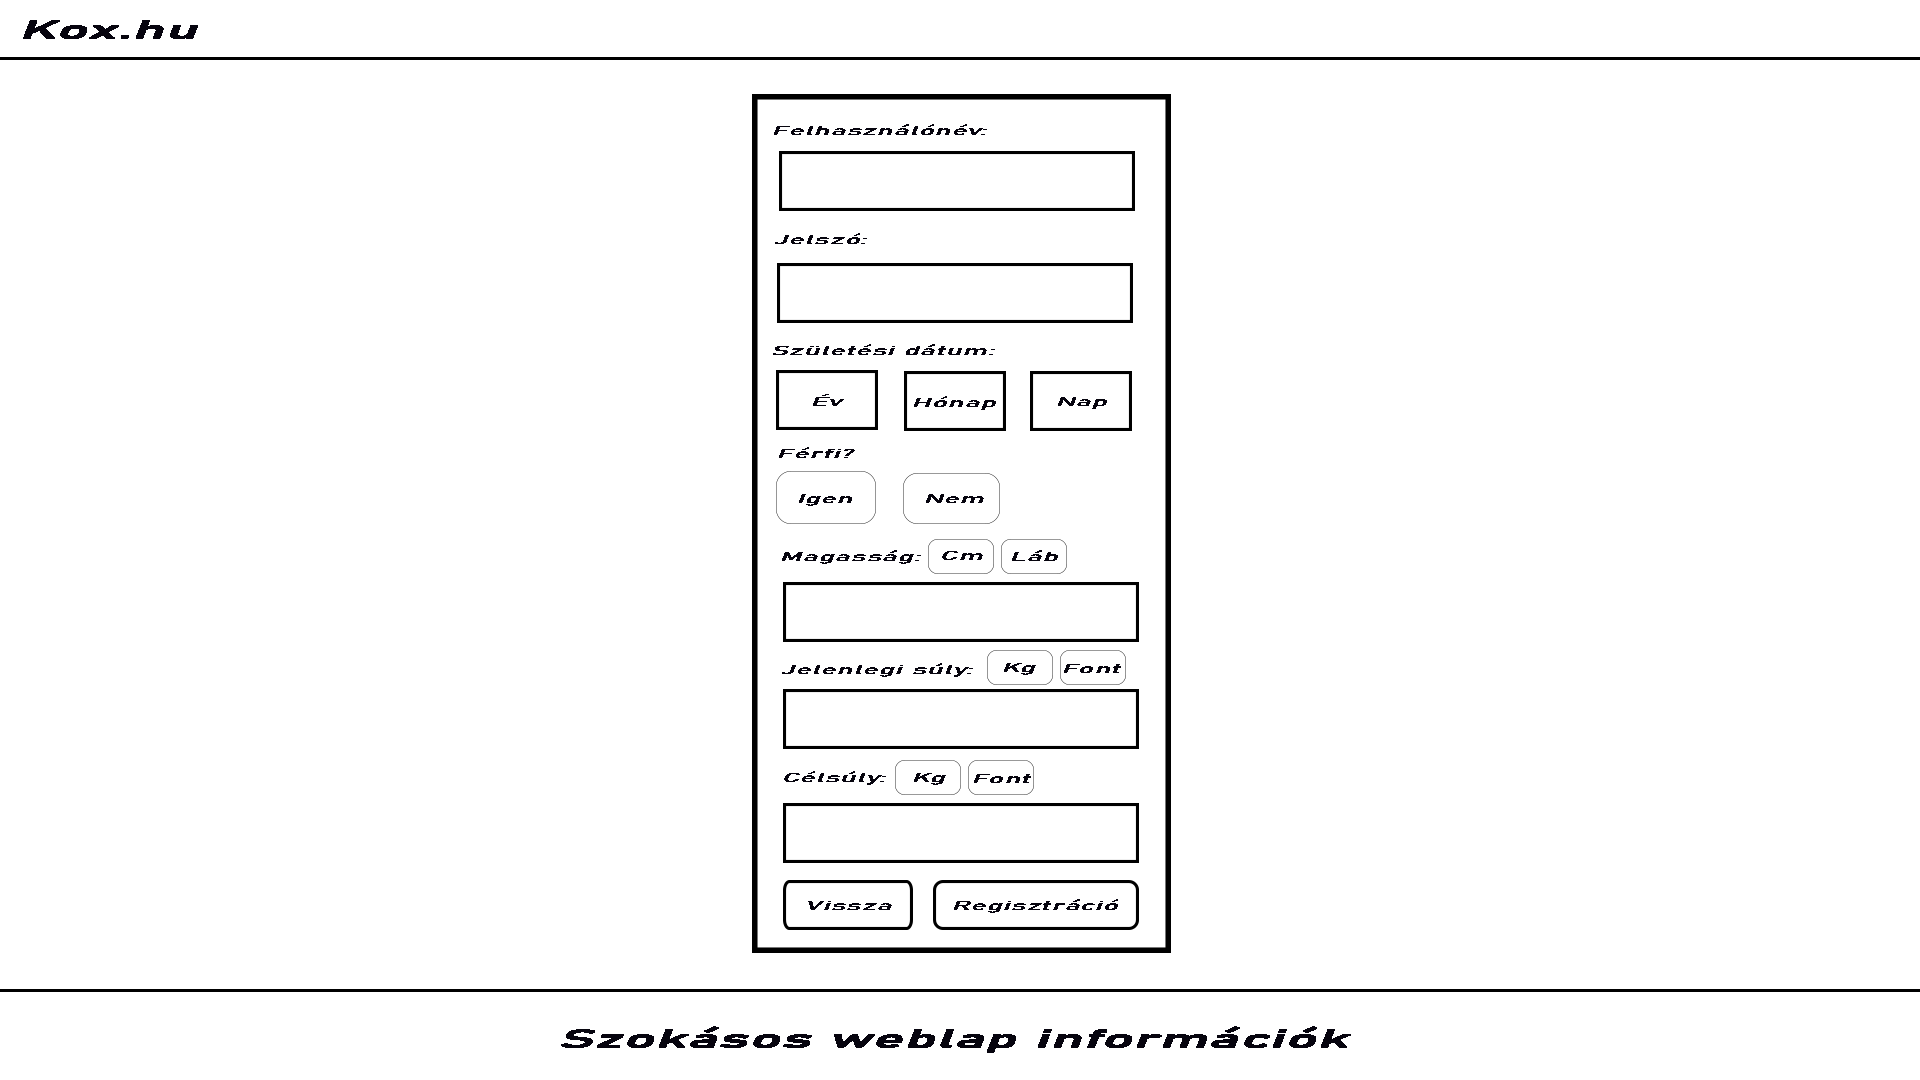 Kox.hu
Felhasználónév:
Jelszó:
Születési dátum:
Év Hónap Nap
Férfi?
Igen Nem
Magasság: Cm Láb
Jelenlegi súly: Kg Font
Célsúly: Kg Font
Vissza Regisztráció
Szokásos weblap információk